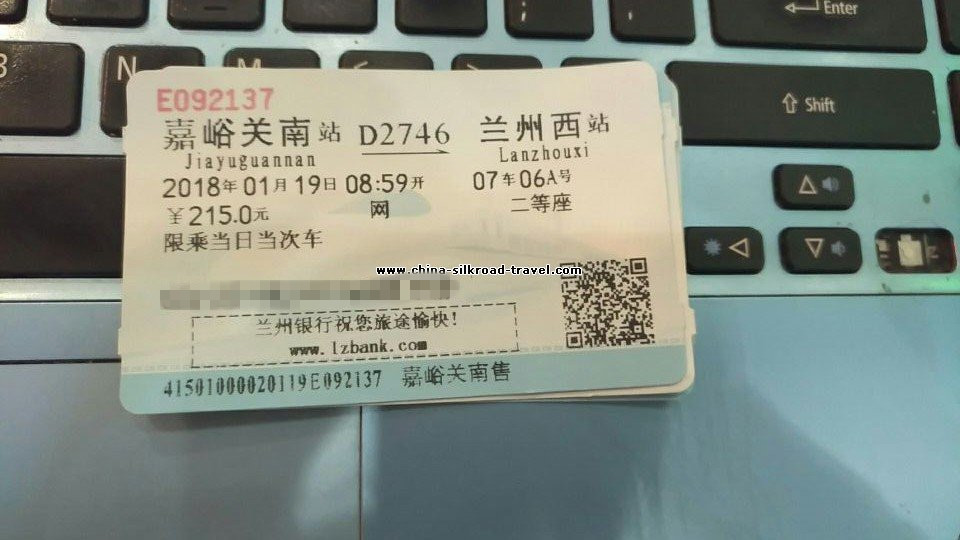 Enter
B
N
M
Shift
E092137
嘉峪关南站 D2746 兰州西站
Jiayuguannan Lanzhouxi
2018年01月19日 08:59开 07车06A号
￥215.0元 网 二等座
限乘当日当次车
www.china-silkroad-travel.com
兰州银行祝您旅途愉快!
www.lzbank.com
41501000020119E092137 嘉峪关南售